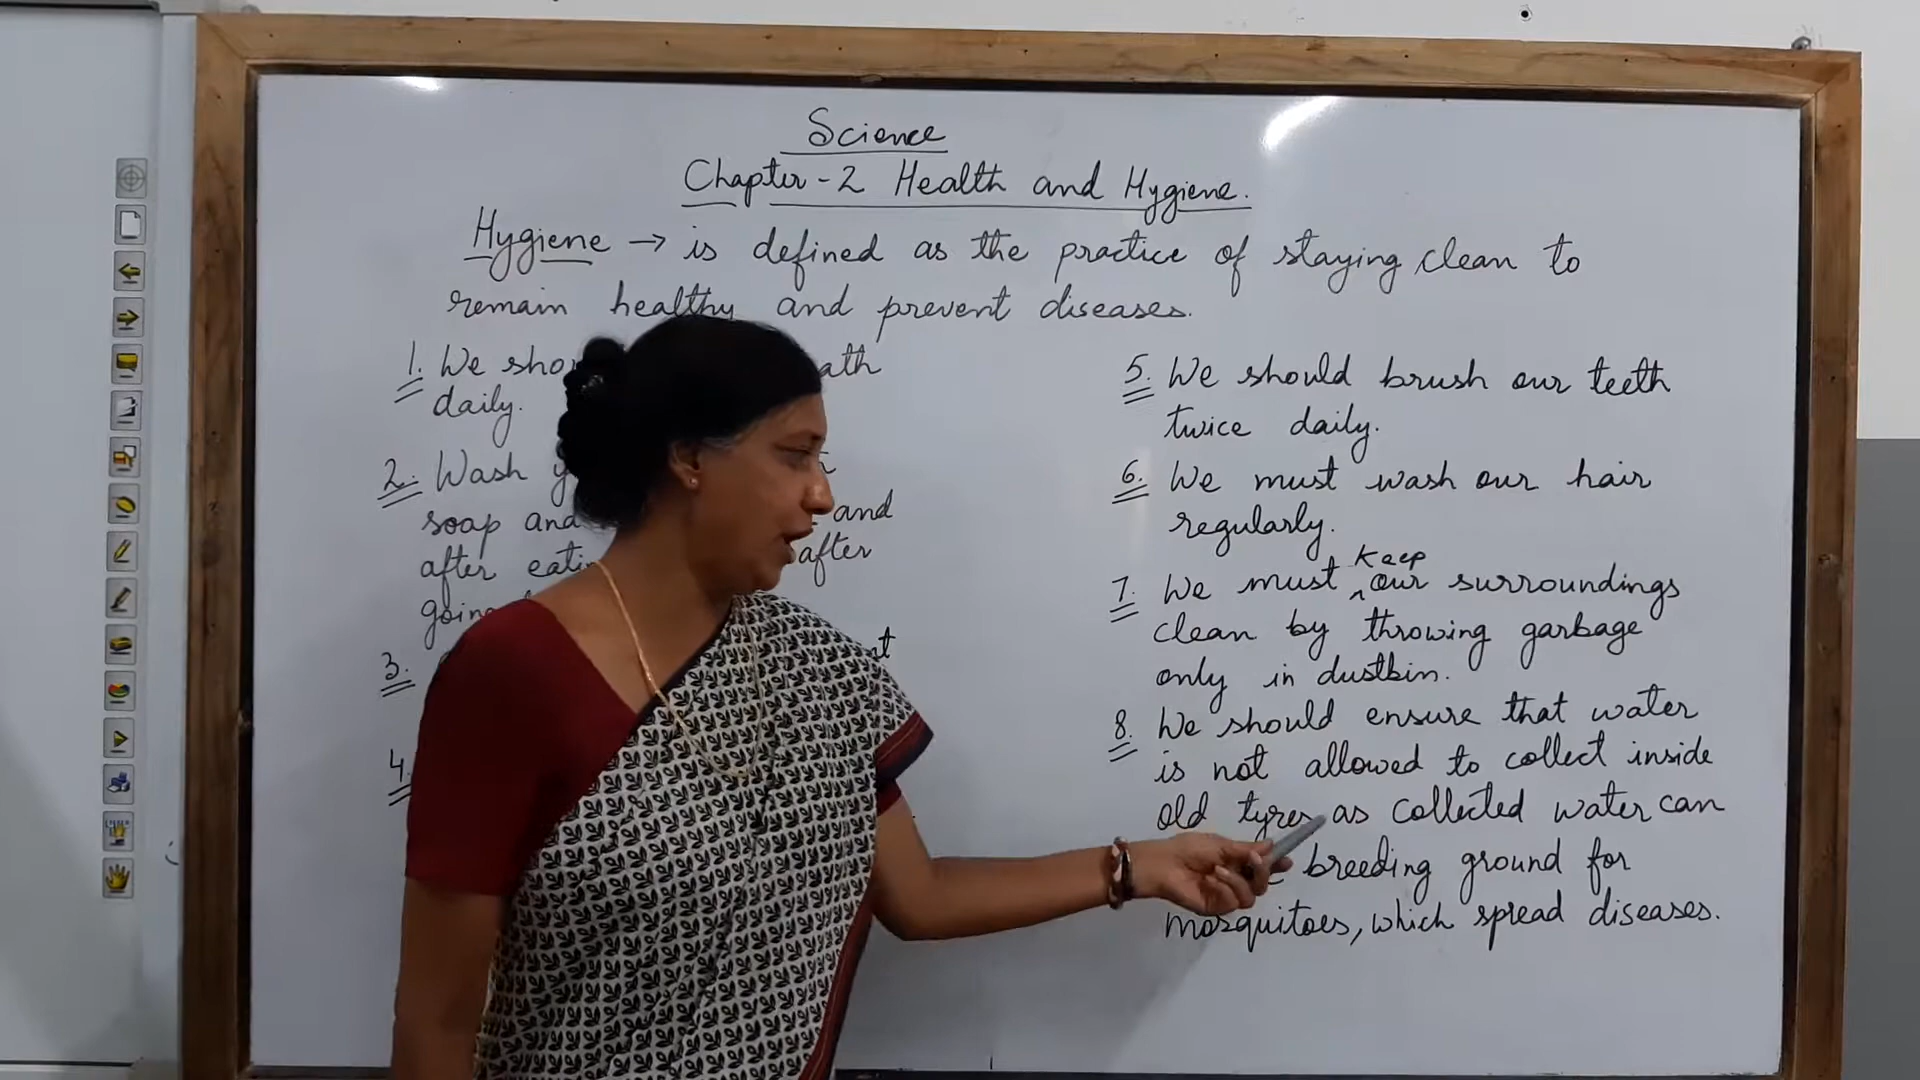 Science
Chapter-2 Health and Hygiene.
Hygiene → is defined as the practice of staying clean to
remain healthy and prevent diseases.
1. We
daily.
2. Wash
soap and and
after after
3.
4.
5. We should brush our teeth
twice daily.
6. We must wash our hair
regularly.
Keep
7. We must ^ our surroundings
clean by throwing garbage
only in dustbin.
8. We should ensure that water
is not allowed to collect inside
old tyres as collected water can
breeding ground for
mosquitoes, which spread diseases.